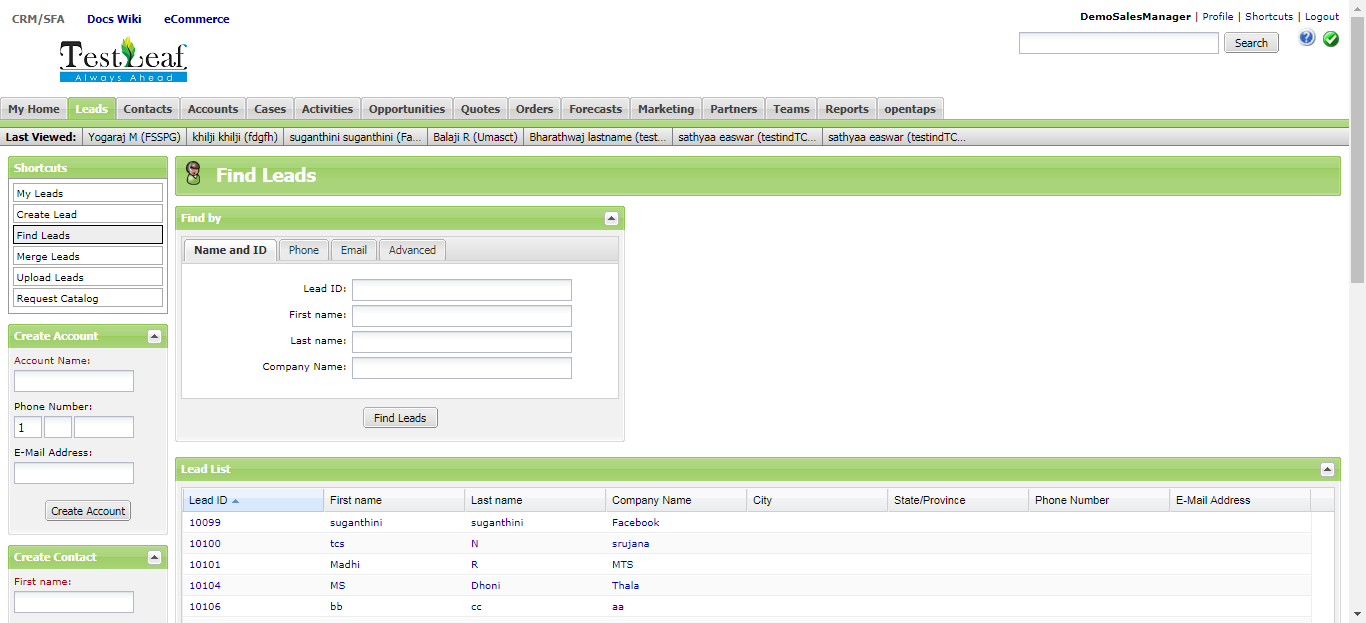 CRM/SFA Docs Wiki eCommerce
DemoSalesManager | Profile | Shortcuts | Logout
TestLeaf
Always Ahead
Search
My Home Leads Contacts Accounts Cases Activities Opportunities Quotes Orders Forecasts Marketing Partners Teams Reports opentaps
Last Viewed: Yogaraj M (FSSPG) khilji khilji (fdgfh) suganthini suganthini (Fa... Balaji R (Umasct) Bharathwaj lastname (test... sathyaa easwar (testindTC... sathyaa easwar (testindTC...
Shortcuts
My Leads
Create Lead
Find Leads
Merge Leads
Upload Leads
Request Catalog
Create Account
Account Name:
Phone Number:
1
E-Mail Address:
Create Account
Create Contact
First name:
Find Leads
Find by
Name and ID Phone Email Advanced
Lead ID:
First name:
Last name:
Company Name:
Find Leads
Lead List
Lead ID First name Last name Company Name City State/Province Phone Number E-Mail Address
10099 suganthini suganthini Facebook
10100 tcs N srujana
10101 Madhi R MTS
10104 MS Dhoni Thala
10106 bb cc aa